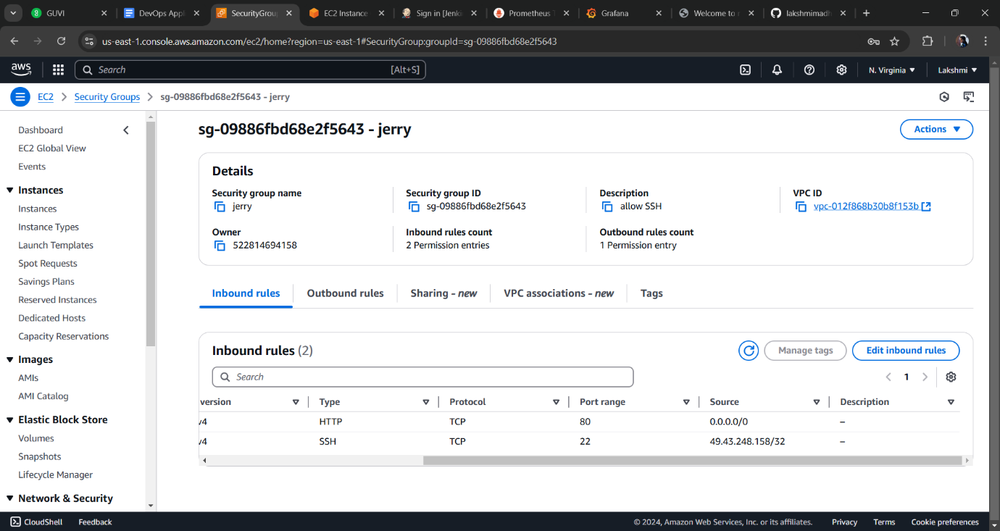 GUVI
DevOps Appl
SecurityGrou
EC2 Instance
Sign in [Jenk
Prometheus T
Grafana
Welcome to n
lakshmimadh
us-east-1.console.aws.amazon.com/ec2/home?region=us-east-1#SecurityGroup:groupId=sg-09886fbd68e2f5643
aws
Search
[Alt+S]
N. Virginia
Lakshmi
EC2
Security Groups
sg-09886fbd68e2f5643 - jerry
Dashboard
EC2 Global View
Events
Instances
Instances
Instance Types
Launch Templates
Spot Requests
Savings Plans
Reserved Instances
Dedicated Hosts
Capacity Reservations
Images
AMIs
AMI Catalog
Elastic Block Store
Volumes
Snapshots
Lifecycle Manager
Network & Security
sg-09886fbd68e2f5643 - jerry
Actions
Details
Security group name
jerry
Security group ID
sg-09886fbd68e2f5643
Description
allow SSH
VPC ID
vpc-012f868b30b8f153b
Owner
522814694158
Inbound rules count
2 Permission entries
Outbound rules count
1 Permission entry
Inbound rules
Outbound rules
Sharing - new
VPC associations - new
Tags
Inbound rules (2)
Manage tags
Edit inbound rules
Search
1
version Type Protocol Port range Source Description
v4 HTTP TCP 80 0.0.0.0/0 –
v4 SSH TCP 22 49.43.248.158/32 –
CloudShell Feedback © 2024, Amazon Web Services, Inc. or its affiliates. Privacy Terms Cookie preferences